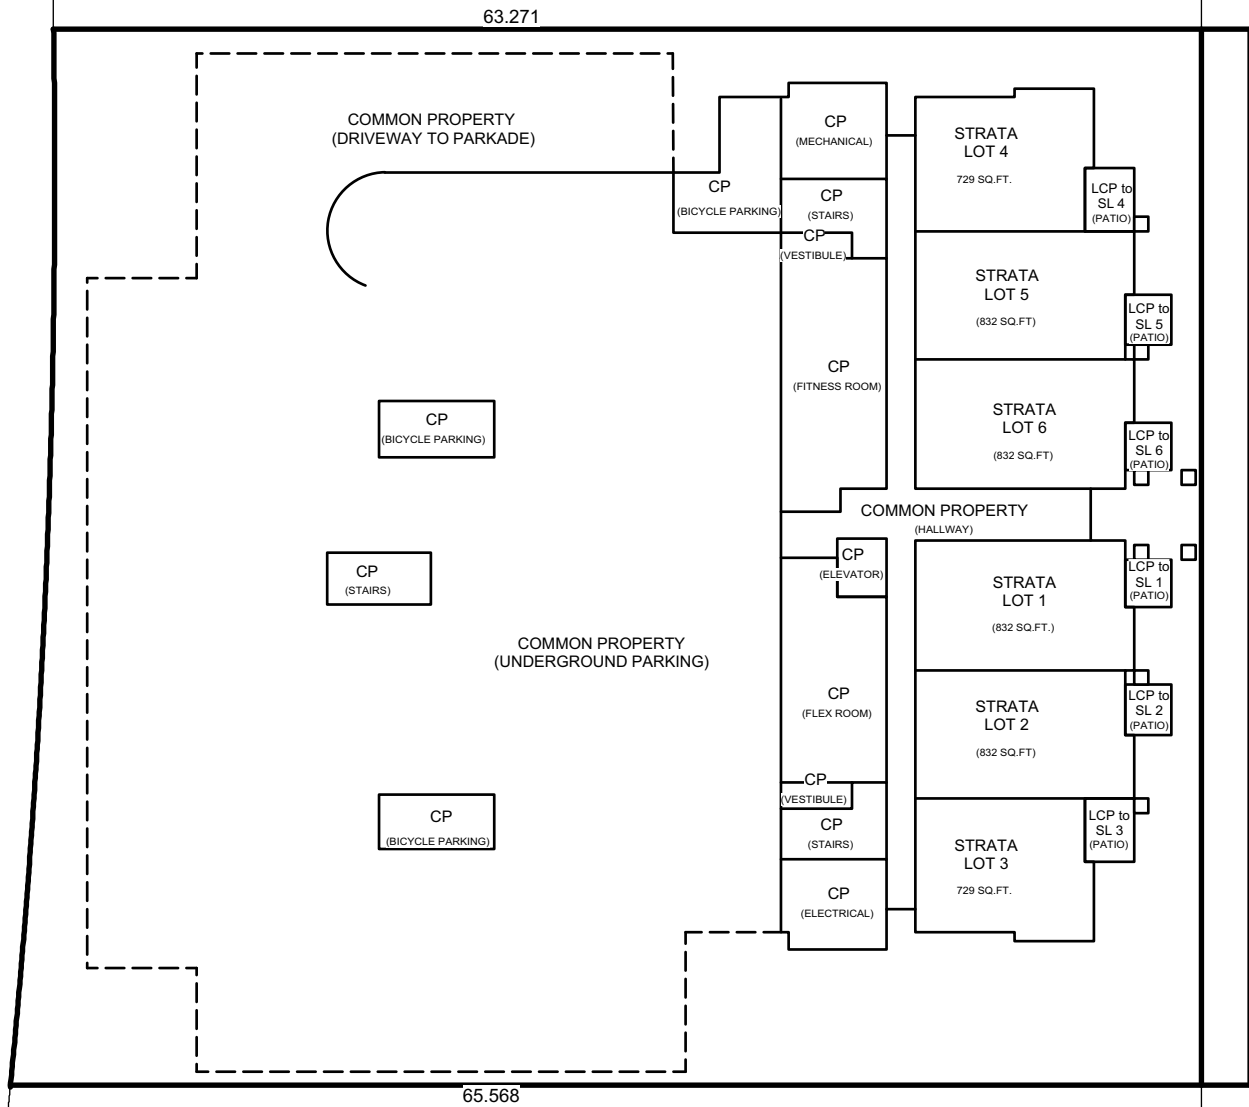 63.271
COMMON PROPERTY
(DRIVEWAY TO PARKADE)
CP
(MECHANICAL)
STRATA
LOT 4
729 SQ.FT.
CP
(BICYCLE PARKING)
CP
(STAIRS)
LCP to
SL 4
(PATIO)
CP
(VESTIBULE)
STRATA
LOT 5
(832 SQ.FT)
LCP to
SL 5
(PATIO)
CP
(FITNESS ROOM)
CP
(BICYCLE PARKING)
STRATA
LOT 6
(832 SQ.FT)
LCP to
SL 6
(PATIO)
COMMON PROPERTY
(HALLWAY)
CP
(ELEVATOR)
CP
(STAIRS)
STRATA
LOT 1
(832 SQ.FT.)
LCP to
SL 1
(PATIO)
COMMON PROPERTY
(UNDERGROUND PARKING)
CP
(FLEX ROOM)
STRATA
LOT 2
(832 SQ.FT)
LCP to
SL 2
(PATIO)
CP
(VESTIBULE)
CP
(BICYCLE PARKING)
CP
(STAIRS)
STRATA
LOT 3
729 SQ.FT.
LCP to
SL 3
(PATIO)
CP
(ELECTRICAL)
65.568